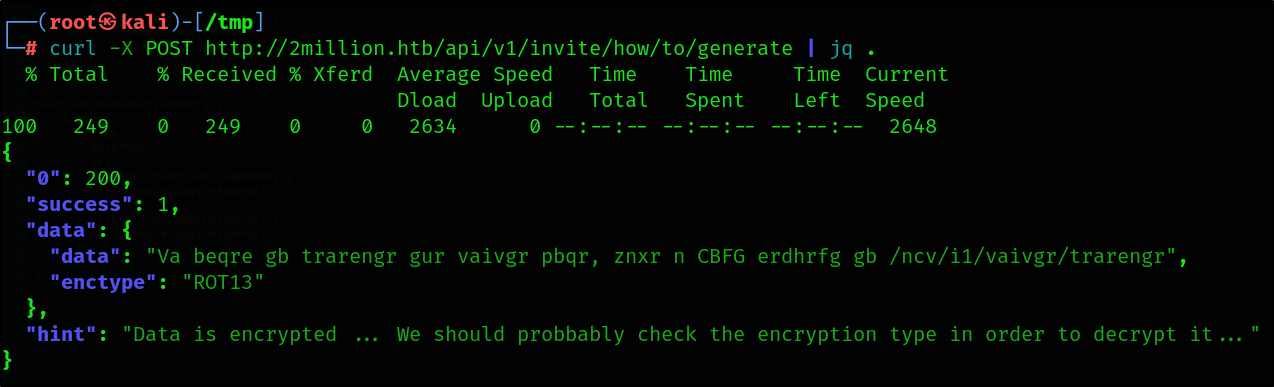 ┌──(root㉿kali)-[/tmp]
└─# curl -X POST http://2million.htb/api/v1/invite/how/to/generate | jq .
  % Total    % Received % Xferd  Average Speed   Time    Time     Time  Current
                                 Dload  Upload   Total   Spent    Left  Speed
100   249    0   249    0     0   2634      0 --:--:-- --:--:-- --:--:--  2648
{
  "0": 200,
  "success": 1,
  "data": {
    "data": "Va beqre gb trarengr gur vaivgr pbqr, znxr n CBFG erdhrfg gb /ncv/i1/vaivgr/trarengr",
    "enctype": "ROT13"
  },
  "hint": "Data is encrypted ... We should probbably check the encryption type in order to decrypt it..."
}